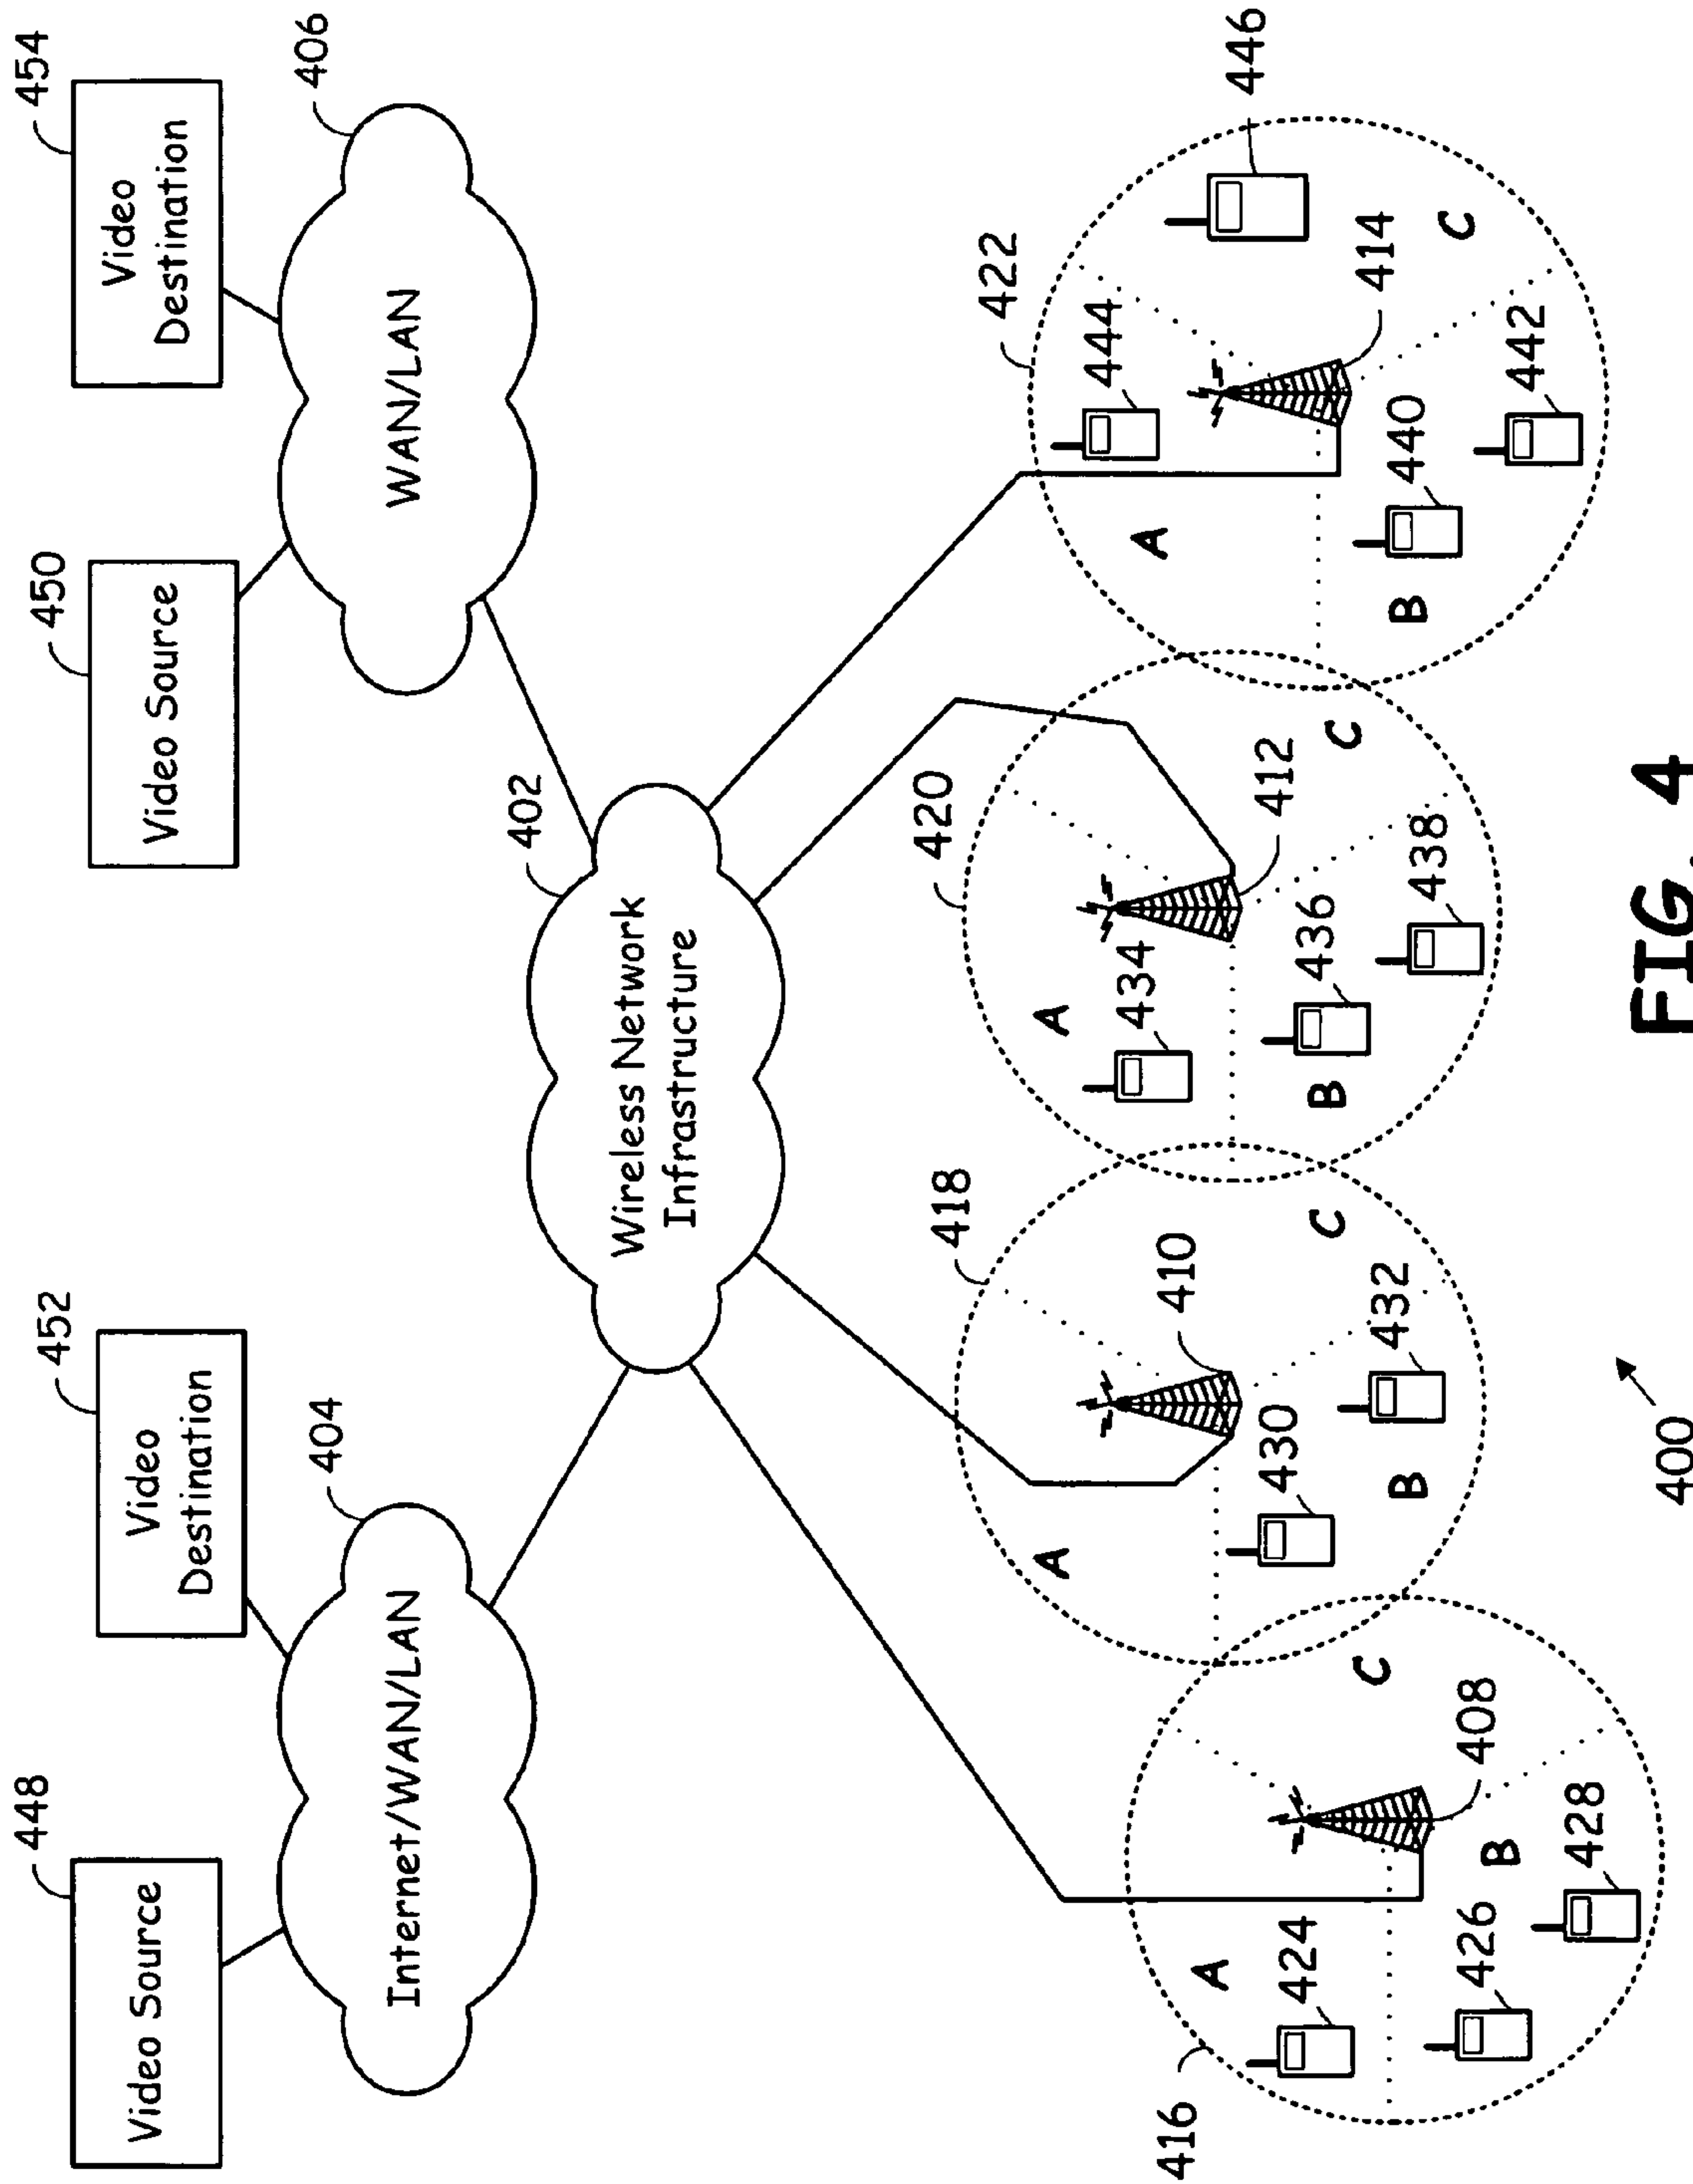 448
Video Source
452
Video
Destination
450
Video Source
454
Video
Destination
404
Internet/WAN/LAN
406
WAN/LAN
402
Wireless Network
Infrastructure
416
A
424
426
B
428
408
C
418
A
410
430
B
432
C
420
A
434
412
436
B
438
C
422
444
A
446
414
440
B
442
C
400
FIG. 4